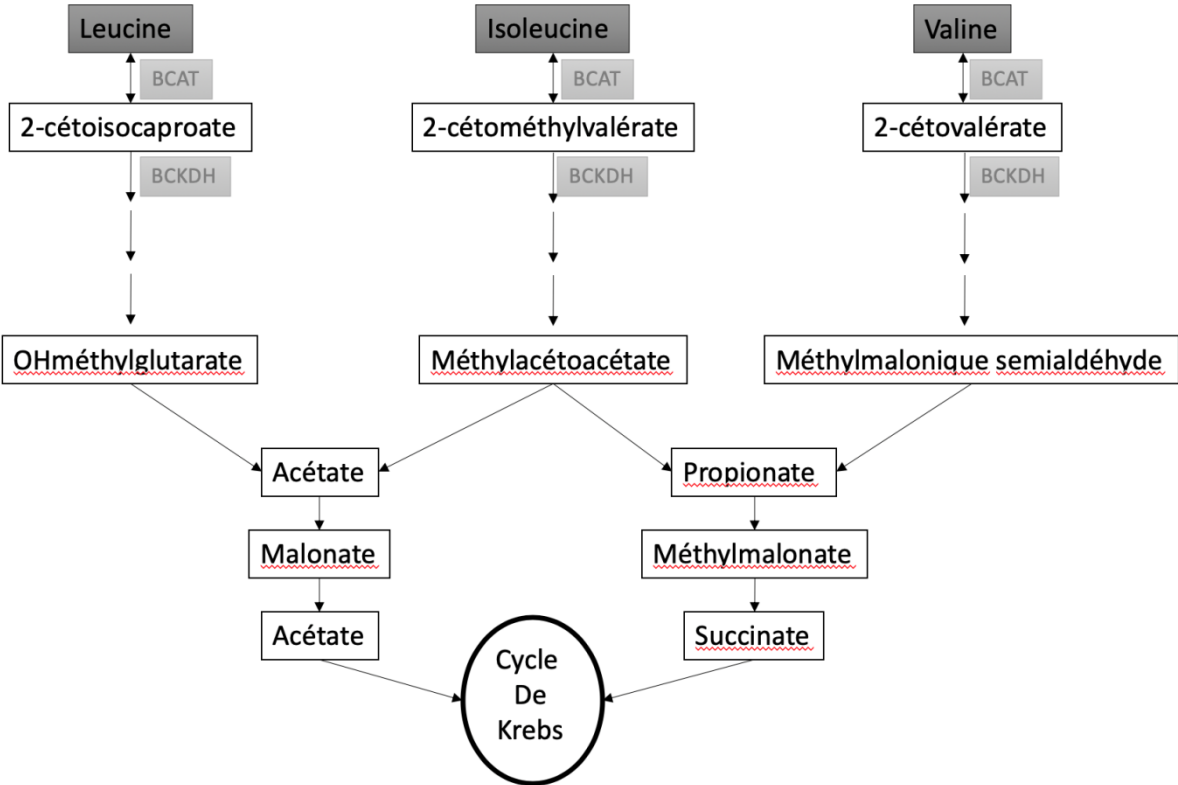 Leucine
Isoleucine
Valine
BCAT
BCAT
BCAT
2-cétoisocaproate
2-cétométhylvalérate
2-cétovalérate
BCKDH
BCKDH
BCKDH
OHméthylglutarate
Méthylacétoacétate
Méthylmalonique semialdéhyde
Acétate
Propionate
Malonate
Méthylmalonate
Acétate
Succinate
Cycle
De
Krebs